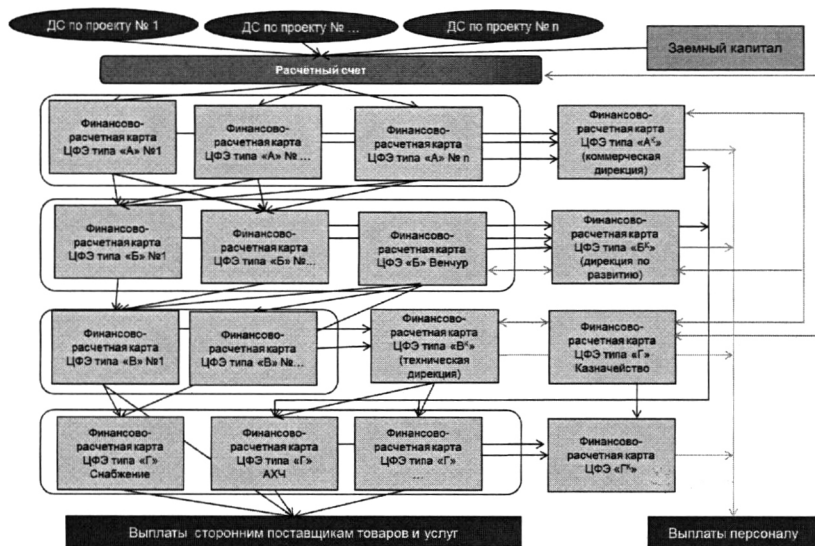 ДС по проекту № 1
ДС по проекту № ...
ДС по проекту № n
Заемный капитал
Расчётный счет
Финансово-
расчетная карта
ЦФЭ типа «А» №1
Финансово-
расчетная карта
ЦФЭ типа «А» № ...
Финансово-
расчетная карта
ЦФЭ типа «А» № n
Финансово-
расчетная карта
ЦФЭ типа «Аᴷ»
(коммерческая
дирекция)
Финансово-
расчетная карта
ЦФЭ типа «Б» №1
Финансово-
расчетная карта
ЦФЭ типа «Б» №...
Финансово-
расчетная карта
ЦФЭ «Б» Венчур
Финансово-
расчетная карта
ЦФЭ типа «Бᴷ»
(дирекция по
развитию)
Финансово-
расчетная карта
ЦФЭ типа «В» №1
Финансово-
расчетная карта
ЦФЭ типа «В» №...
Финансово-
расчетная карта
ЦФЭ типа «Вᴷ»
(техническая
дирекция)
Финансово-
расчетная карта
ЦФЭ типа «Г»
Казначейство
Финансово-
расчетная карта
ЦФЭ типа «Г»
Снабжение
Финансово-
расчетная карта
ЦФЭ типа «Г»
АХЧ
Финансово-
расчетная карта
ЦФЭ типа «Г»
...
Финансово-
расчетная карта
ЦФЭ «Гᴷ»
Выплаты сторонним поставщикам товаров и услуг
Выплаты персоналу